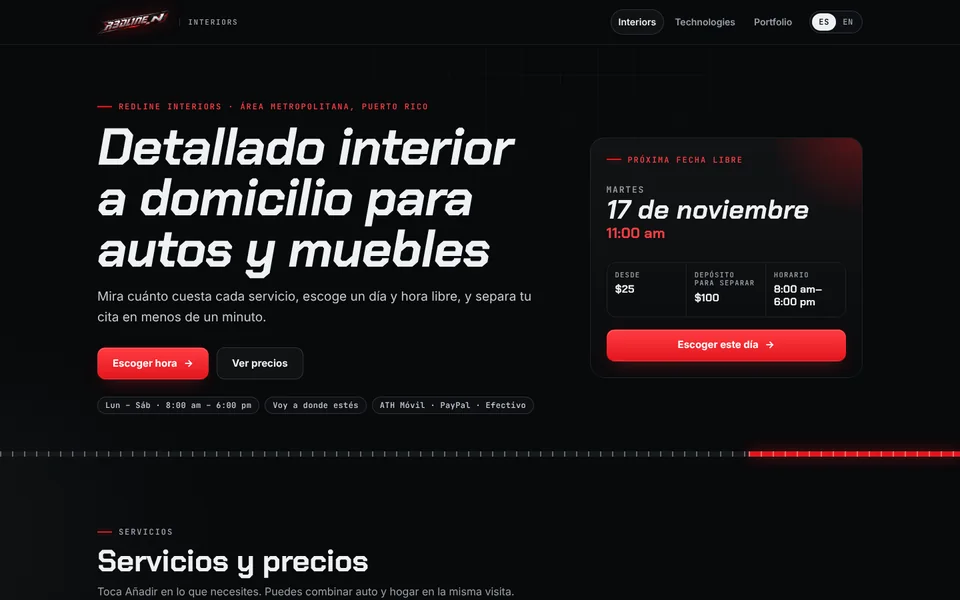 REDLINE N
INTERIORS
Interiors
Technologies
Portfolio
ES
EN
REDLINE INTERIORS · ÁREA METROPOLITANA, PUERTO RICO
Detallado interior
a domicilio para
autos y muebles
Mira cuánto cuesta cada servicio, escoge un día y hora libre, y separa tu
cita en menos de un minuto.
Escoger hora →
Ver precios
Lun – Sáb · 8:00 am – 6:00 pm
Voy a donde estés
ATH Móvil · PayPal · Efectivo
PRÓXIMA FECHA LIBRE
MARTES
17 de noviembre
11:00 am
DESDE
$25
DEPÓSITO
PARA SEPARAR
$100
HORARIO
8:00 am–
6:00 pm
Escoger este día →
SERVICIOS
Servicios y precios
Toca Añadir en lo que necesites. Puedes combinar auto y hogar en la misma visita.